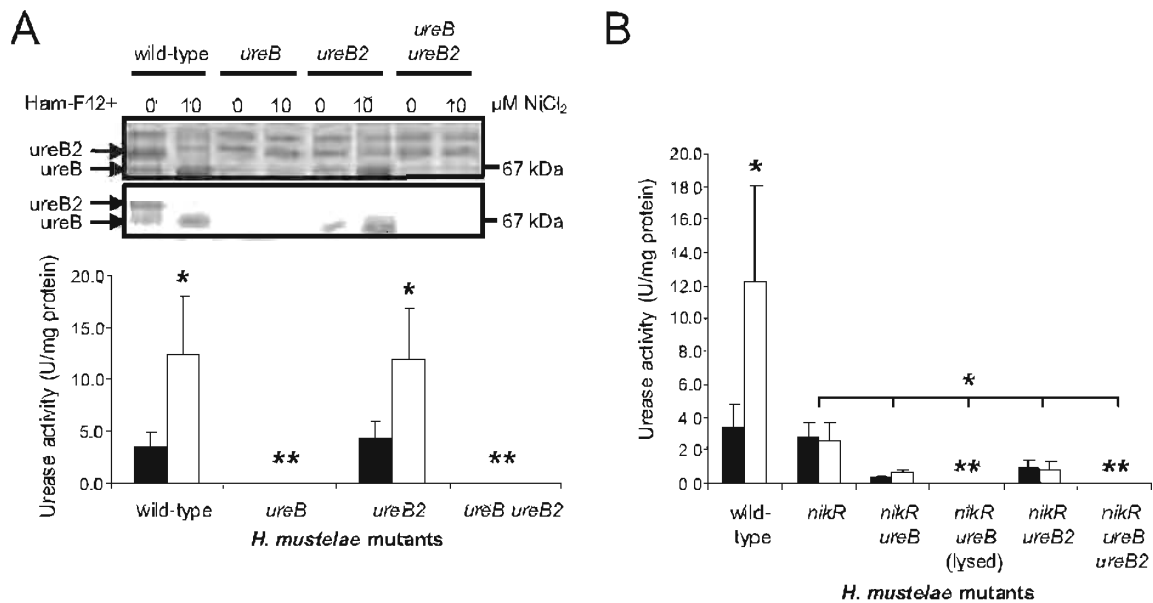 A
wild-type ureB ureB2 ureB ureB2
Ham-F12+ 0 10 0 10 0 10 0 10 µM NiCl2
ureB2
ureB 67 kDa
ureB2
ureB 67 kDa
Urease activity (U/mg protein)
20.0
15.0
10.0
5.0
0.0
* ** * **
wild-type ureB ureB2 ureB ureB2
H. mustelae mutants
B
Urease activity (U/mg protein)
20.0
18.0
16.0
14.0
12.0
10.0
8.0
6.0
4.0
2.0
0.0
*
*
** **
wild- nikR nikR nikR nikR nikR
type ureB ureB ureB2 ureB
(lysed) ureB2
H. mustelae mutants